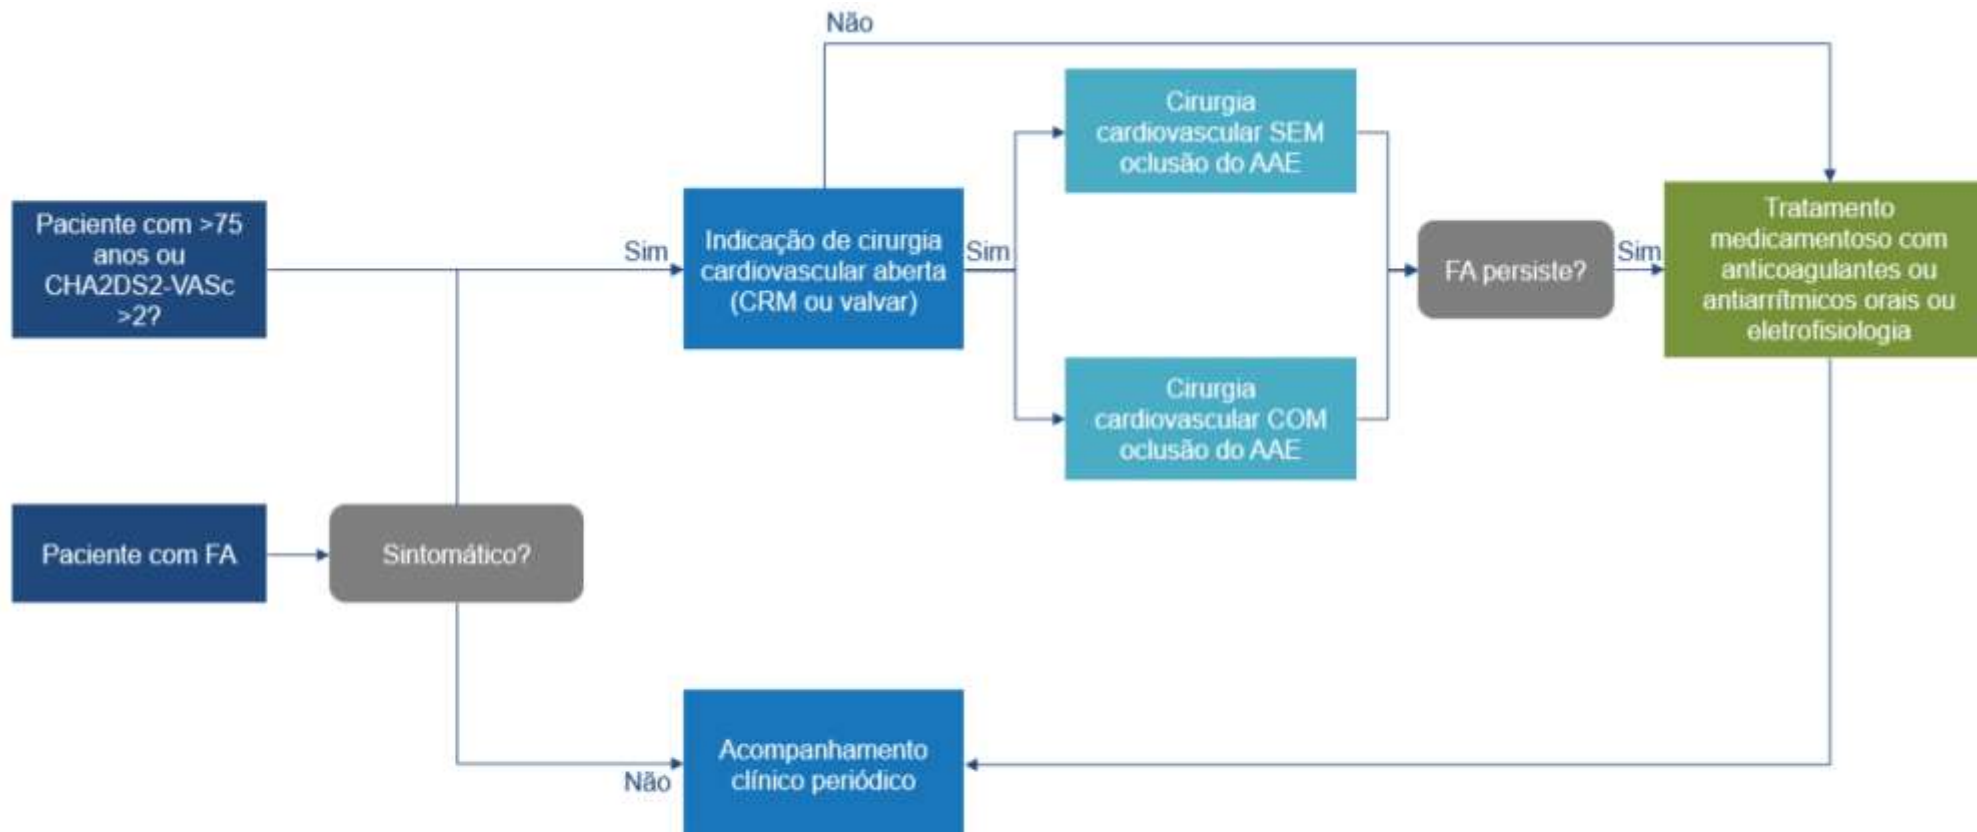 Não
Cirurgia
cardiovascular SEM
oclusão do AAE
Paciente com >75
anos ou
CHA2DS2-VASc
>2?
Sim
Indicação de cirurgia
cardiovascular aberta
(CRM ou valvar)
Sim
FA persiste?
Sim
Tratamento
medicamentoso com
anticoagulantes ou
antiarrítmicos orais ou
eletrofisiologia
Cirurgia
cardiovascular COM
oclusão do AAE
Paciente com FA
Sintomático?
Não
Acompanhamento
clínico periódico